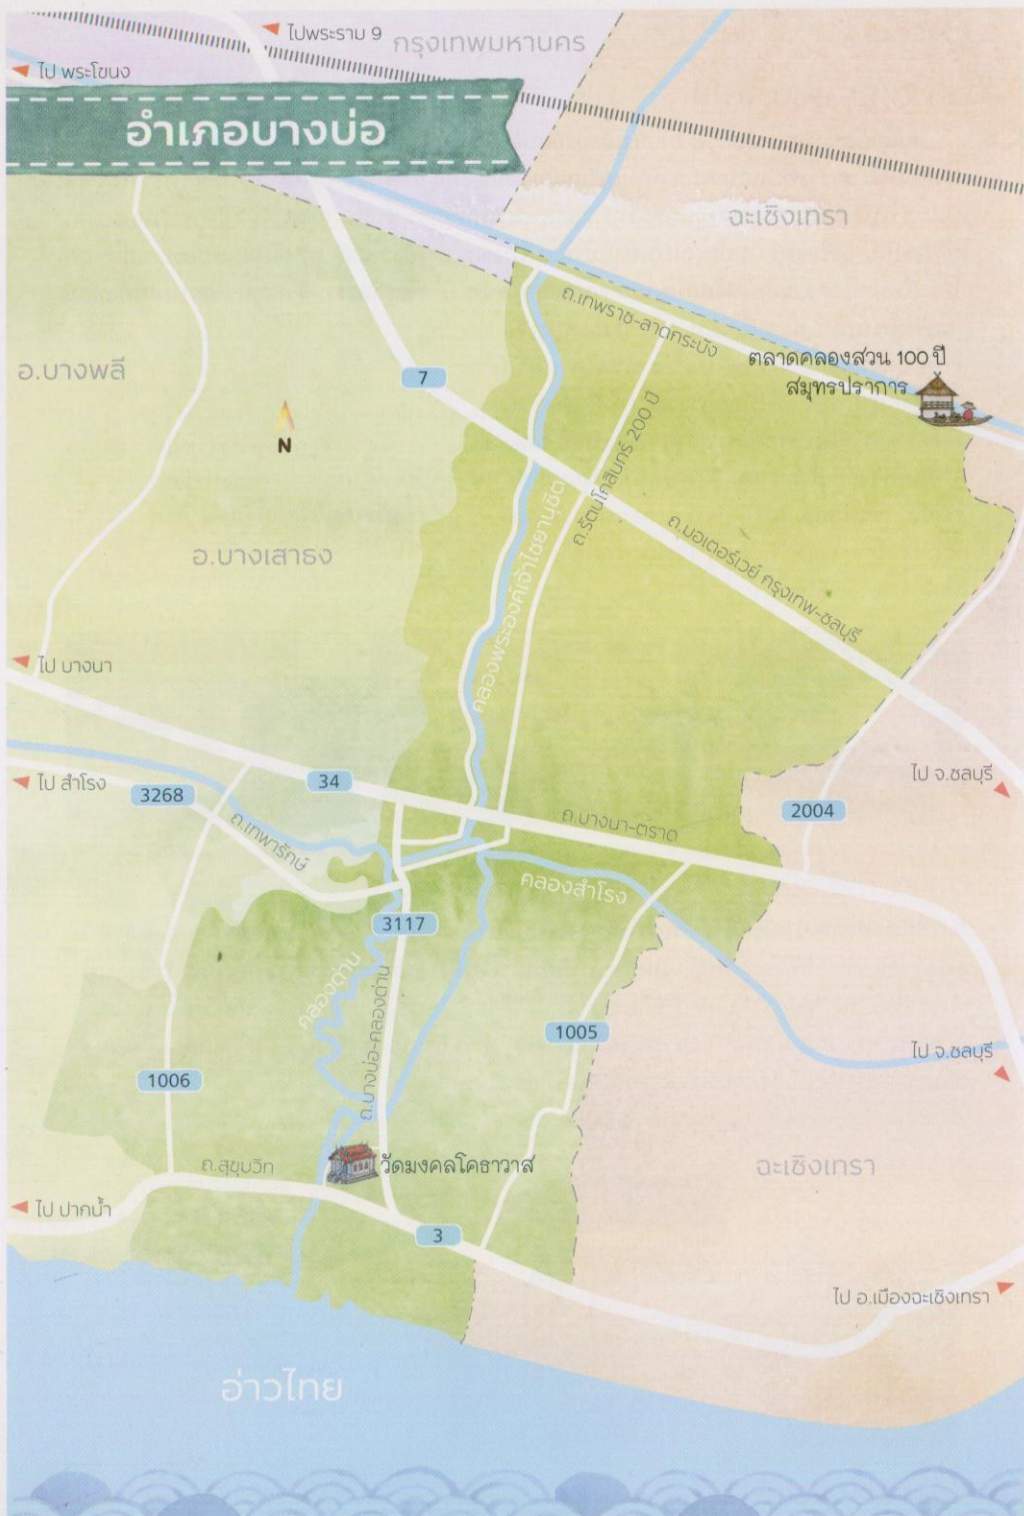 ไปพระราม 9
กรุงเทพมหานคร
ไป พระโขนง
อำเภอบางบ่อ
ฉะเชิงเทรา
ถ.เทพราช-ลาดกระบัง
ตลาดคลองสวน 100 ปี
สมุทรปราการ
อ.บางพลี
7
N
ถ.รัตนโกสินทร์ 200 ปี
คลองพระองค์เจ้าไชยานุชิต
ถ.มอเตอร์เวย์ กรุงเทพ-ชลบุรี
อ.บางเสาธง
ไป บางนา
ไป จ.ชลบุรี
ไป สำโรง
3268
34
2004
ถ.บางนา-ตราด
ถ.เทพารักษ์
คลองสำโรง
3117
คลองด่าน
ถ.บางบ่อ-คลองด่าน
1005
ไป จ.ชลบุรี
1006
ถ.สุขุมวิท
วัดมงคลโคธาวาส
ฉะเชิงเทรา
ไป ปากน้ำ
3
ไป อ.เมืองฉะเชิงเทรา
อ่าวไทย